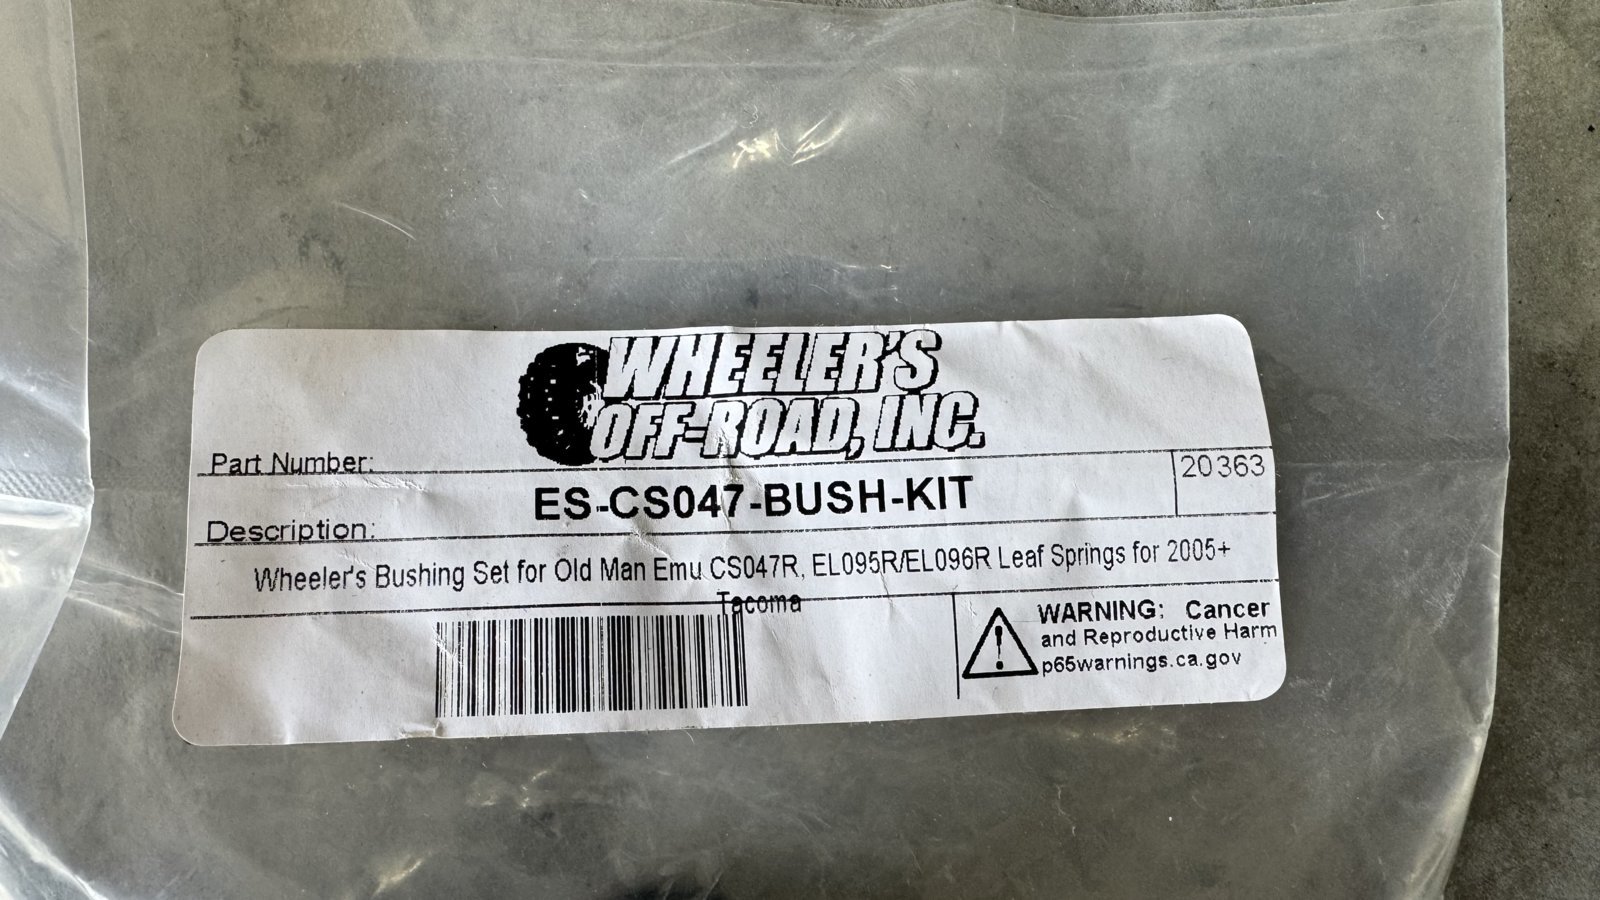 WHEELER'S
OFF-ROAD, INC.
Part Number:
20363
ES-CS047-BUSH-KIT
Description:
Wheeler's Bushing Set for Old Man Emu CS047R, EL095R/EL096R Leaf Springs for 2005+
Tacoma
WARNING: Cancer
and Reproductive Harm
p65warnings.ca.gov